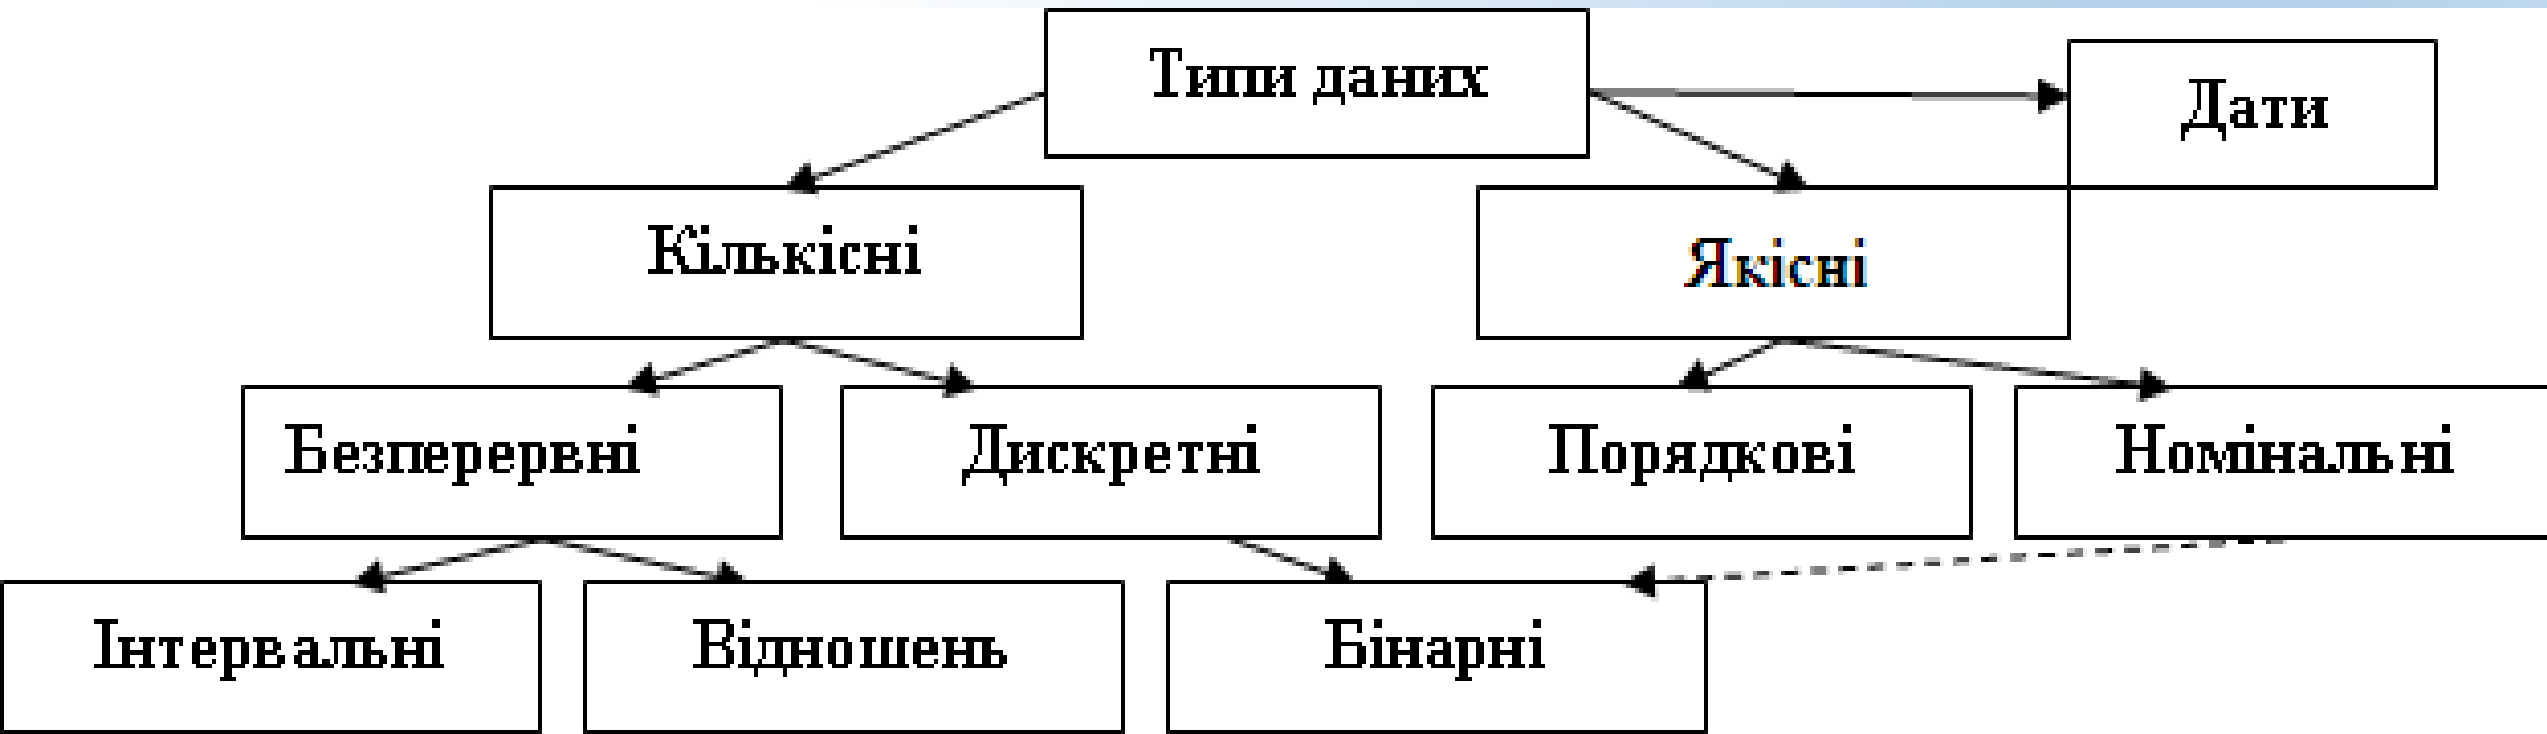 Типи даних
Дати
Кількісні
Якісні
Безперервні
Дискретні
Порядкові
Номінальні
Інтервальні
Відношень
Бінарні